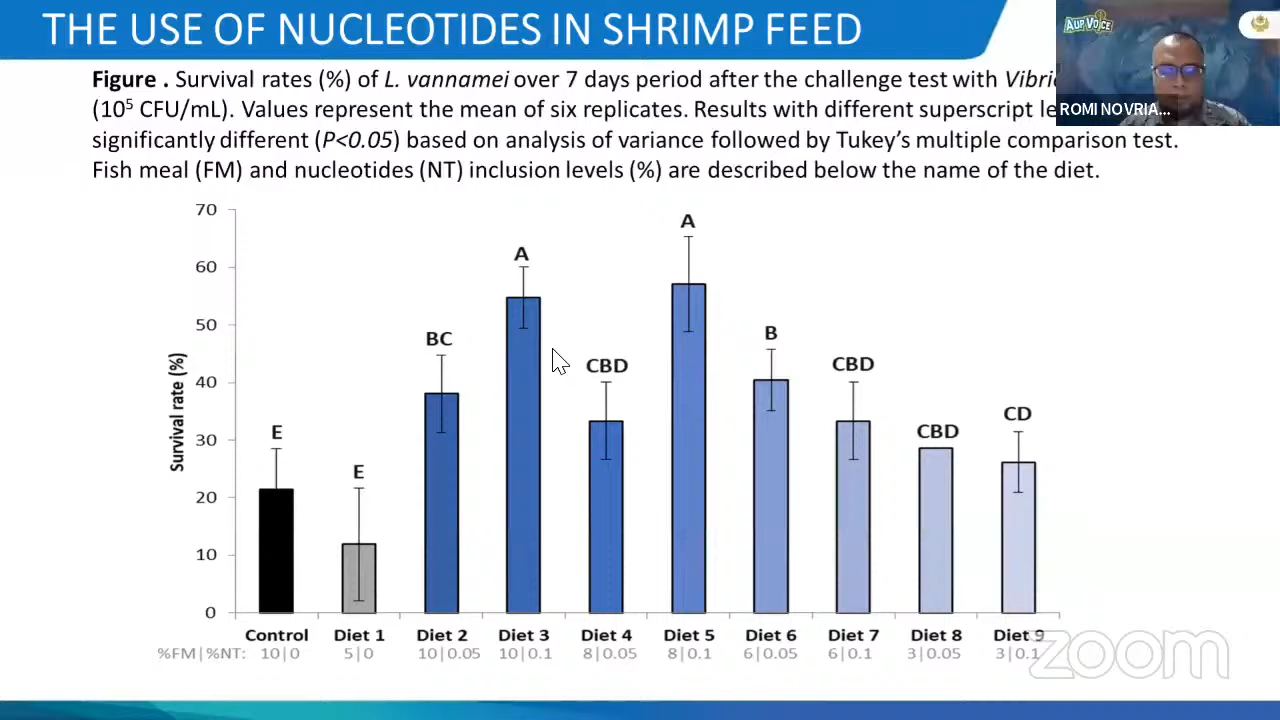 THE USE OF NUCLEOTIDES IN SHRIMP FEED
AUP VOICE
ROMI NOVRIA...
Figure . Survival rates (%) of L. vannamei over 7 days period after the challenge test with
(10⁵ CFU/mL). Values represent the mean of six replicates. Results with different superscript
significantly different (P<0.05) based on analysis of variance followed by Tukey’s multiple comparison test.
Fish meal (FM) and nucleotides (NT) inclusion levels (%) are described below the name of the diet.
Survival rate (%)
70
60
50
40
30
20
10
0
E
E
BC
A
CBD
A
B
CBD
CBD
CD
Control Diet 1 Diet 2 Diet 3 Diet 4 Diet 5 Diet 6 Diet 7 Diet 8 Diet 9
%FM|%NT: 10|0 5|0 10|0.05 10|0.1 8|0.05 8|0.1 6|0.05 6|0.1 3|0.05 3|0.1
zoom